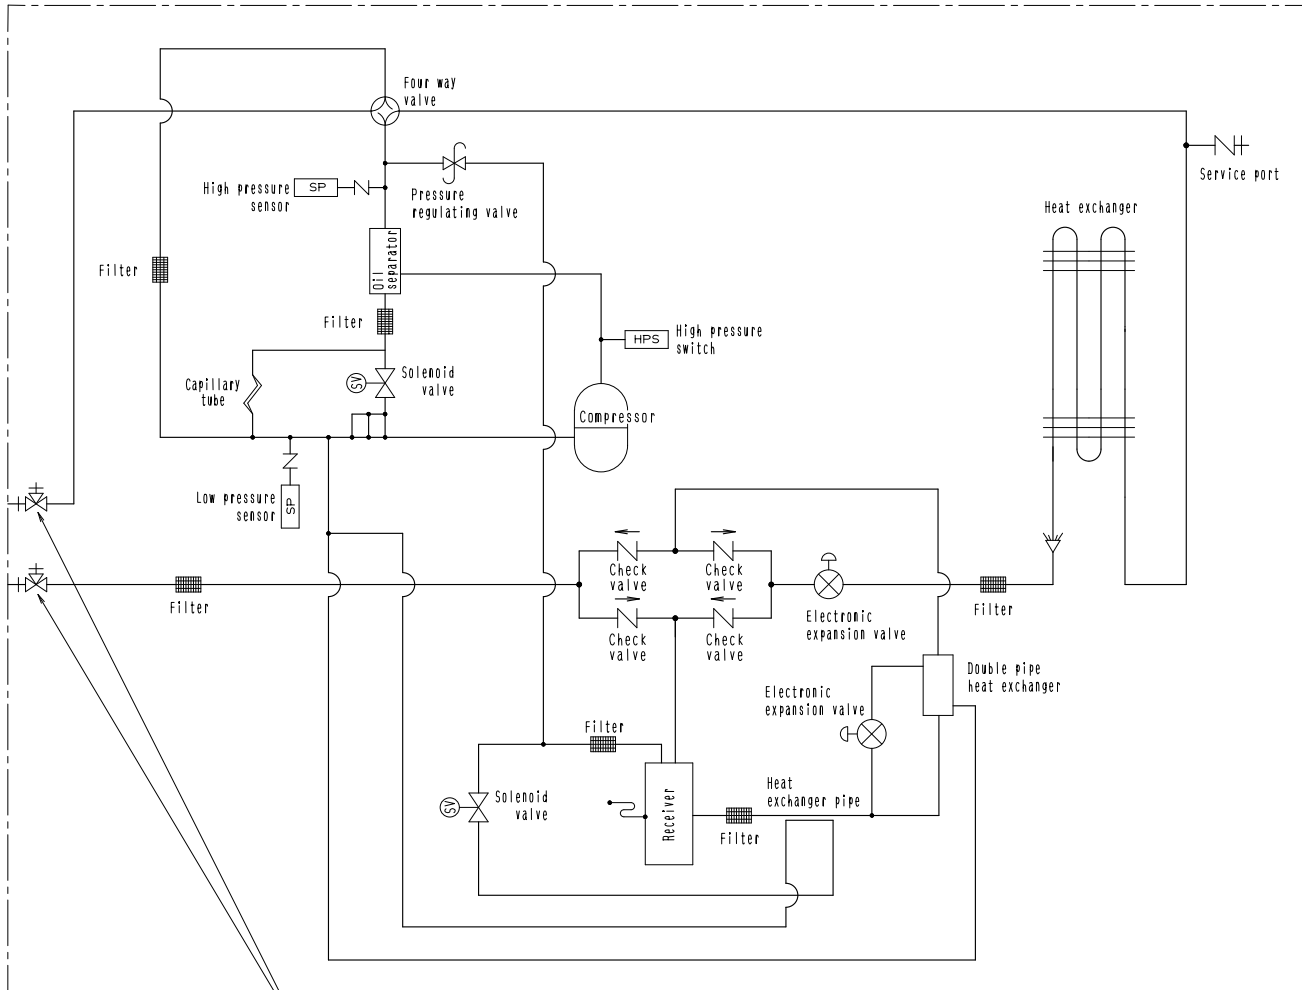 Four way
valve
High pressure
sensor
SP
Pressure
regulating valve
Service port
Heat exchanger
Filter
Oil
separator
Filter
HPS
High pressure
switch
Capillary
tube
SV
Solenoid
valve
Compressor
Low pressure
sensor
SP
Check
valve
Check
valve
Filter
Electronic
expansion valve
Filter
Check
valve
Check
valve
Double pipe
heat exchanger
Electronic
expansion valve
Filter
SV
Solenoid
valve
Receiver
Heat
exchanger pipe
Filter